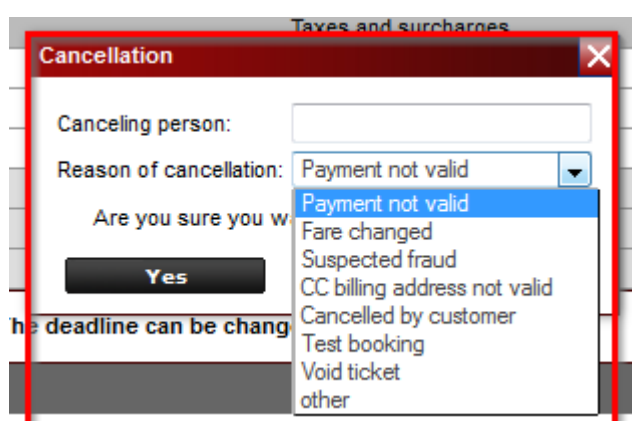 Taxes and surcharges
Cancellation
Canceling person:
Reason of cancellation: Payment not valid
Payment not valid
Are you sure you w
Fare changed
Suspected fraud
Yes
CC billing address not valid
Cancelled by customer
he deadline can be chang
Test booking
Void ticket
other